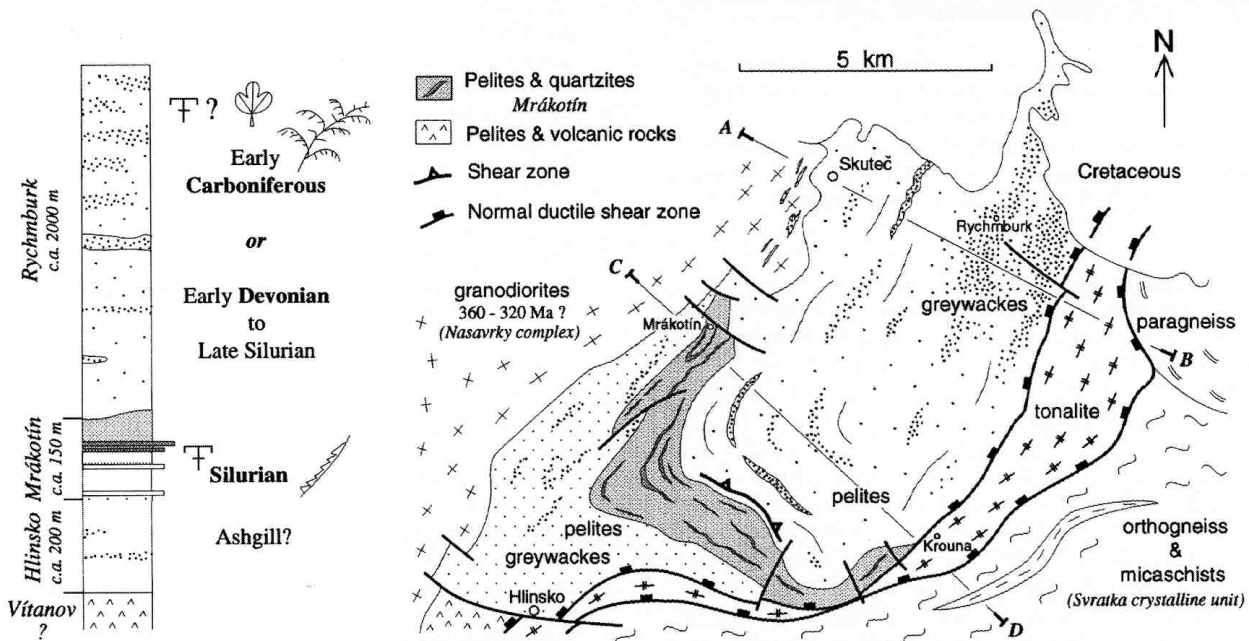 Rychmburk
c.a. 2000 m
Mrákotín
c.a. 150 m
Hlinsko
c.a. 200 m
Vítanov
?
?
Early
Carboniferous
or
Early Devonian
to
Late Silurian
Silurian
Ashgill?
Pelites & quartzites
Mrákotín
Pelites & volcanic rocks
Shear zone
Normal ductile shear zone
5 km
N
A
Skuteč
Cretaceous
Rychmburk
C
granodiorites
360 - 320 Ma ?
(Nasavrky complex)
Mrákotín
greywackes
paragneiss
B
tonalite
pelites
pelites
greywackes
Krouna
orthogneiss
&
micaschists
(Svratka crystalline unit)
Hlinsko
D